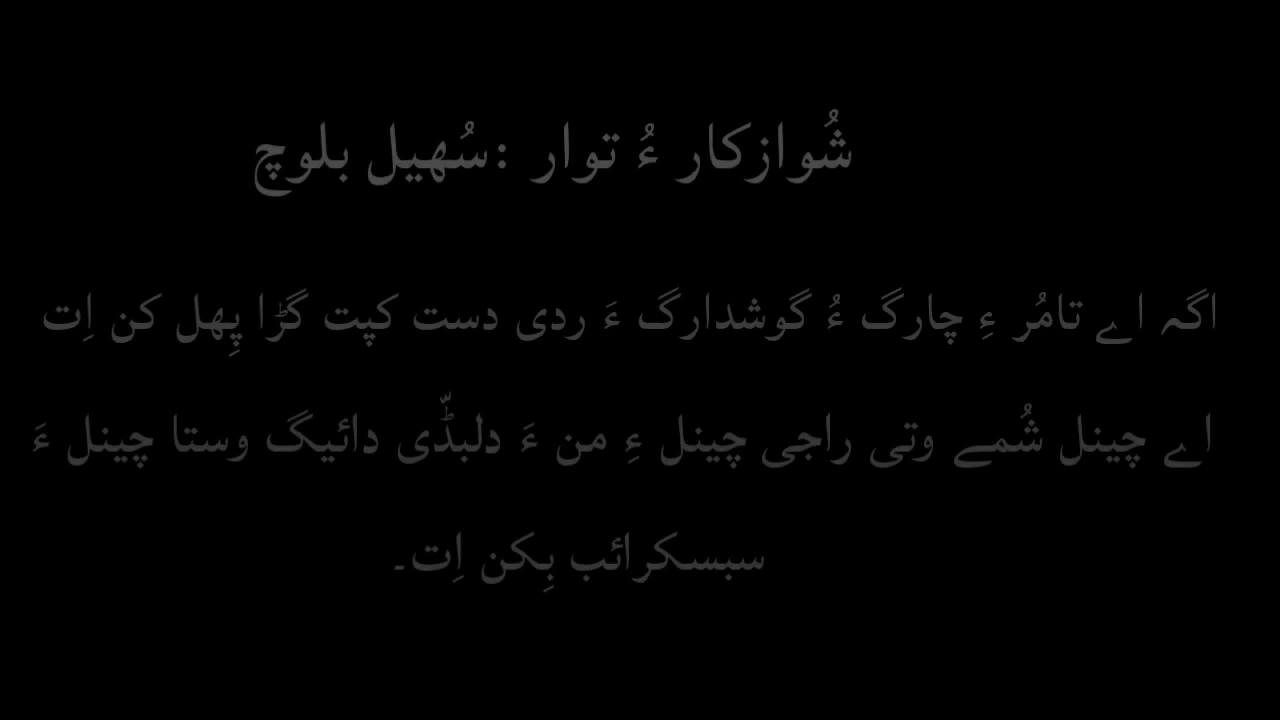 شُوازکار ءُ توار :سُھیل بلوچ
اگہ اے تامُر ءِ چارگ ءُ گوشدارگ ءَ ردی دست کپت گڑا پِھل کن اِت
اے چینل شُمے وتی راجی چینل ءِ من ءَ دلبڈّی دائیگ وستا چینل ءَ
سبسکرائب بِکن اِت۔